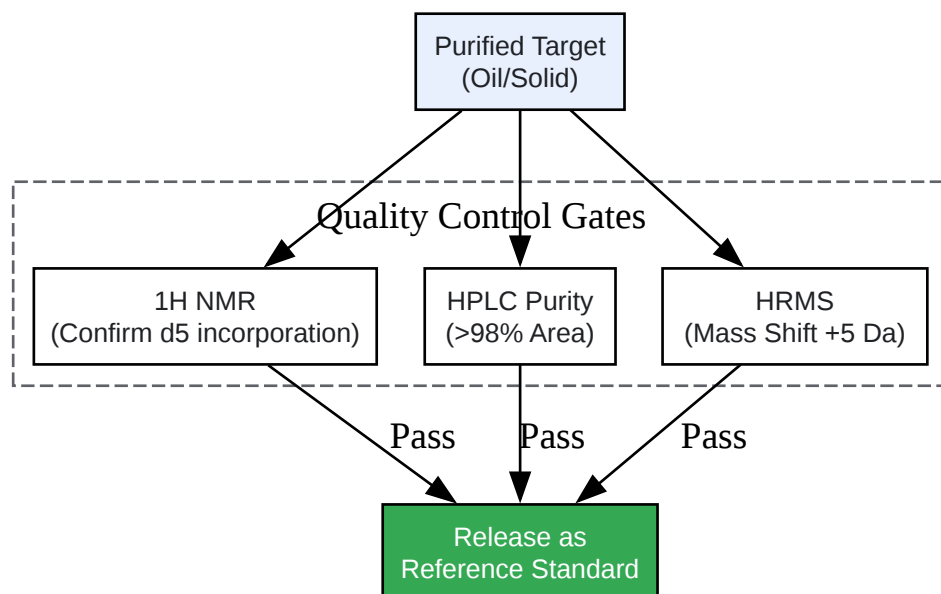 Purified Target
(Oil/Solid)
Quality Control Gates
1H NMR
(Confirm d5 incorporation)
HPLC Purity
(>98% Area)
HRMS
(Mass Shift +5 Da)
Pass
Pass
Pass
Release as
Reference Standard